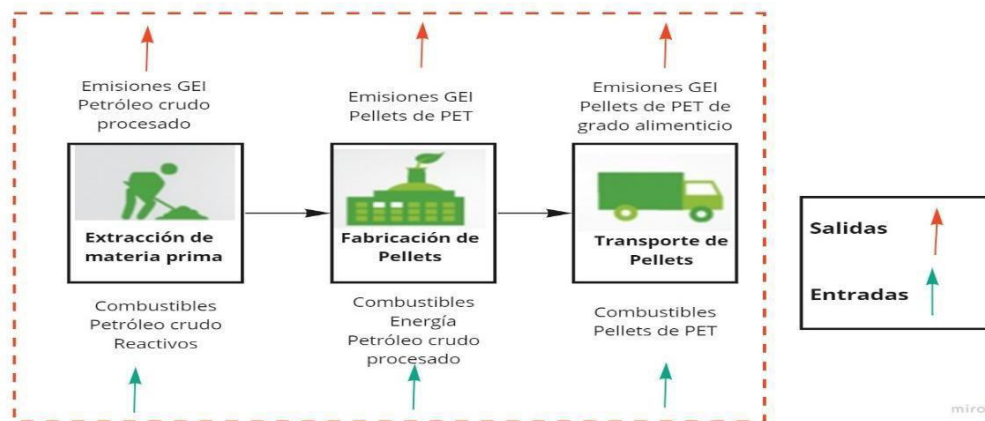 Emisiones GEI
Petróleo crudo
procesado
Emisiones GEI
Pellets de PET
Emisiones GEI
Pellets de PET de
grado alimenticio
Extracción de
materia prima
Fabricación de
Pellets
Transporte de
Pellets
Combustibles
Petróleo crudo
Reactivos
Combustibles
Energía
Petróleo crudo
procesado
Combustibles
Pellets de PET
Salidas
Entradas
miro